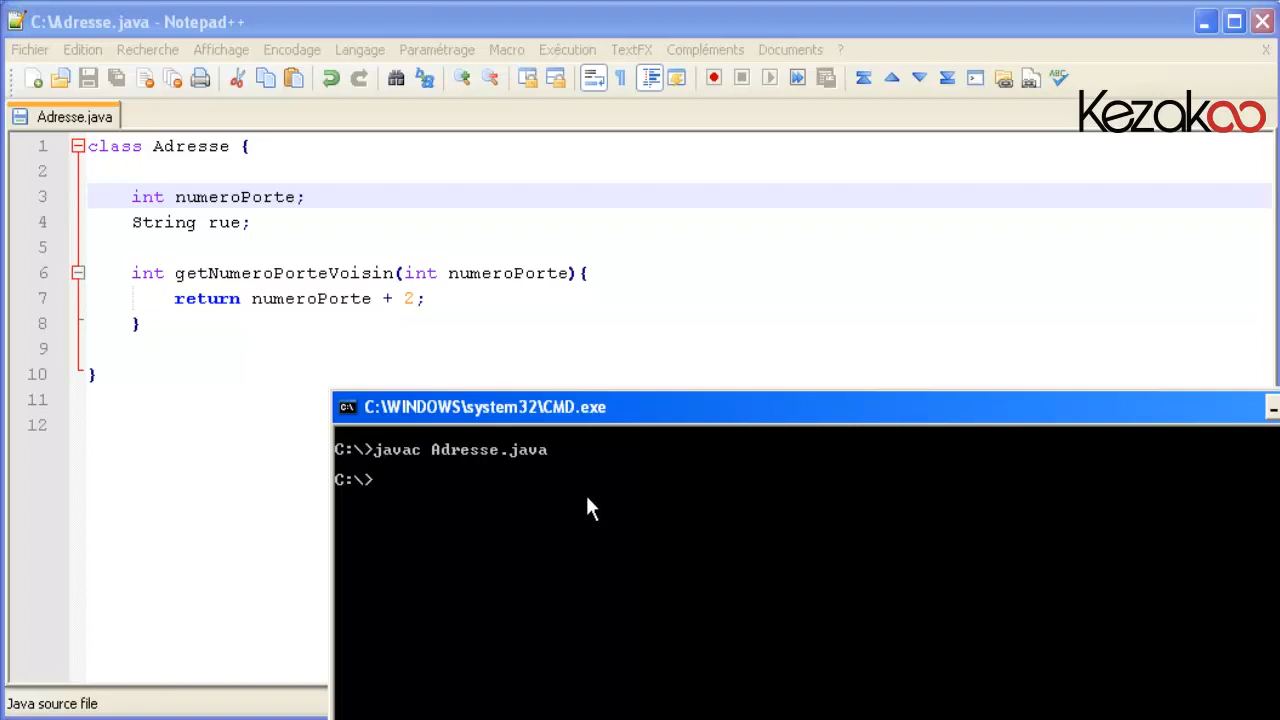 C:\Adresse.java - Notepad++
Fichier Edition Recherche Affichage Encodage Langage Paramétrage Macro Exécution TextFX Compléments Documents ? X
Adresse.java
Kezakoo
1 class Adresse {
2
3 int numeroPorte;
4 String rue;
5
6 int getNumeroPorteVoisin(int numeroPorte){
7 return numeroPorte + 2;
8 }
9
10 }
11
12
C:\WINDOWS\system32\CMD.exe
C:\>javac Adresse.java
C:\>
Java source file